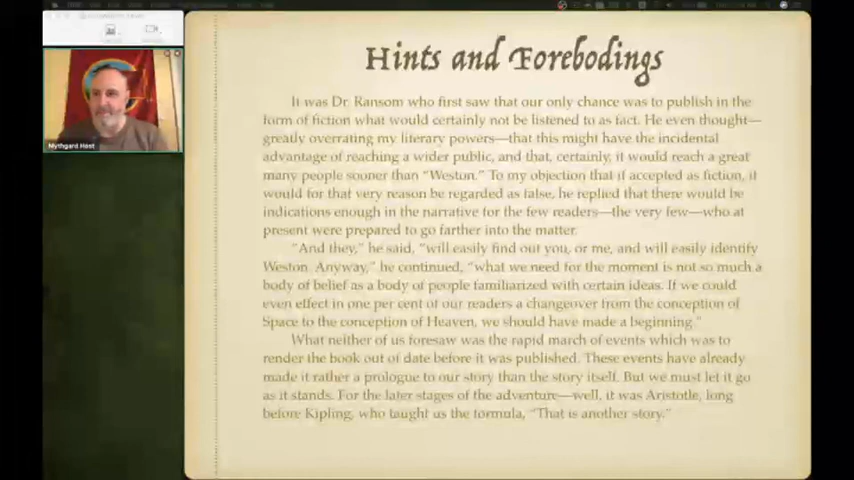 Hints and Forebodings
It was Dr. Ransom who first saw that our only chance was to publish in the
form of fiction what would certainly not be listened to as fact. He even thought—
greatly overrating my literary powers—that this might have the incidental
advantage of reaching a wider public, and that, certainly, it would reach a great
many people sooner than “Weston.” To my objection that if accepted as fiction, it
would for that very reason be regarded as false, he replied that there would be
indications enough in the narrative for the few readers—the very few—who at
present were prepared to go farther into the matter.
“And they,” he said, “will easily find out you, or me, and will easily identify
Weston. Anyway,” he continued, “what we need for the moment is not so much a
body of belief as a body of people familiarized with certain ideas. If we could
even effect in one per cent of our readers a changeover from the conception of
Space to the conception of Heaven, we should have made a beginning.”
What neither of us foresaw was the rapid march of events which was to
render the book out of date before it was published. These events have already
made it rather a prologue to our story than the story itself. But we must let it go
as it stands. For the later stages of the adventure—well, it was Aristotle, long
before Kipling, who taught us the formula, “That is another story.”
Mythgard Host